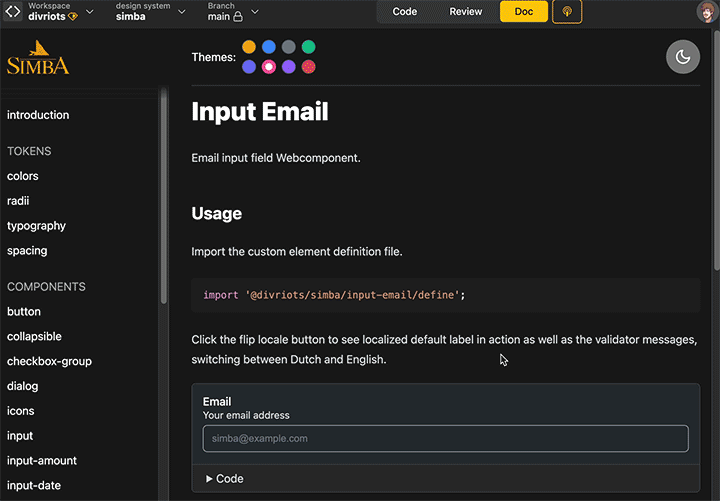 Workspace
divriots
design system
simba
Branch
main
Code
Review
Doc
SIMBA
Themes:
introduction
TOKENS
colors
radii
typography
spacing
COMPONENTS
button
collapsible
checkbox-group
dialog
icons
input
input-amount
input-date
Input Email
Email input field Webcomponent.
Usage
Import the custom element definition file.
import '@divriots/simba/input-email/define';
Click the flip locale button to see localized default label in action as well as the validator messages,
switching between Dutch and English.
Email
Your email address
simba@example.com
Code